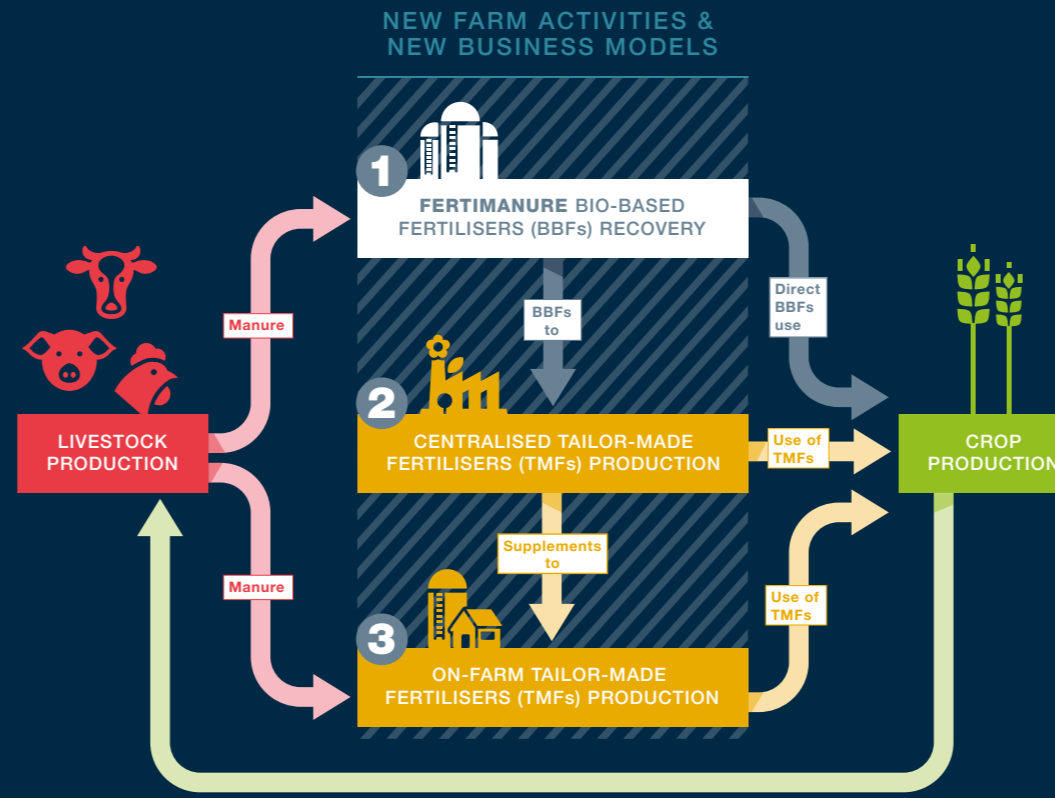 NEW FARM ACTIVITIES &
NEW BUSINESS MODELS
1
FERTIMANURE BIO-BASED
FERTILISERS (BBFs) RECOVERY
Manure
BBFs
to
Direct
BBFs
use
2
LIVESTOCK
PRODUCTION
CENTRALISED TAILOR-MADE
FERTILISERS (TMFs) PRODUCTION
Use of
TMFs
CROP
PRODUCTION
Supplements
to
Manure
Use of
TMFs
3
ON-FARM TAILOR-MADE
FERTILISERS (TMFs) PRODUCTION